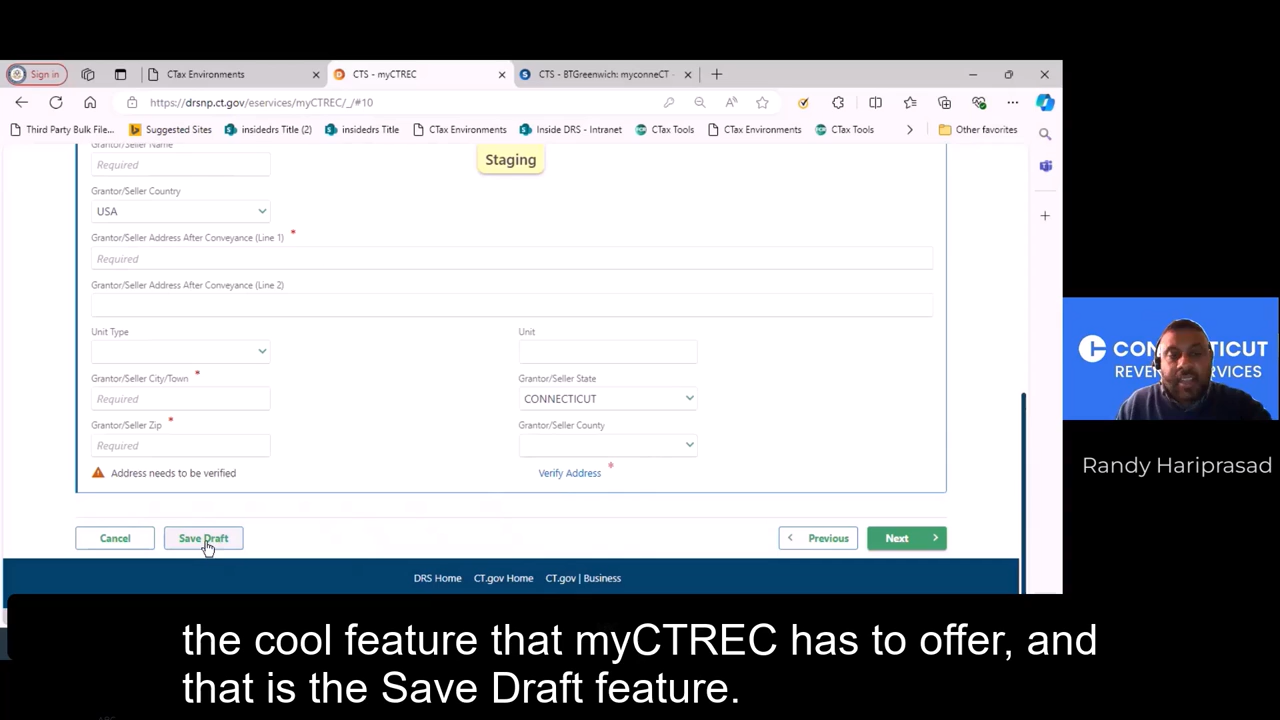 Sign in
CTax Environments
CTS - myCTREC
CTS - BTGreenwich: myconneCT
https://drsnp.ct.gov/eservices/myCTREC/_/#10
Third Party Bulk File... Suggested Sites insidedrs Title (2) insidedrs Title CTax Environments Inside DRS - Intranet CTax Tools CTax Environments CTax Tools Other favorites
Grantor/Seller Name
Staging
Required
Grantor/Seller Country
USA
Grantor/Seller Address After Conveyance (Line 1) *
Required
Grantor/Seller Address After Conveyance (Line 2)
Unit Type Unit
Grantor/Seller City/Town * Grantor/Seller State
Required CONNECTICUT
Grantor/Seller Zip * Grantor/Seller County
Required
Address needs to be verified Verify Address *
Cancel Save Draft Previous Next
DRS Home CT.gov Home CT.gov | Business
Randy Hariprasad
the cool feature that myCTREC has to offer, and
that is the Save Draft feature.